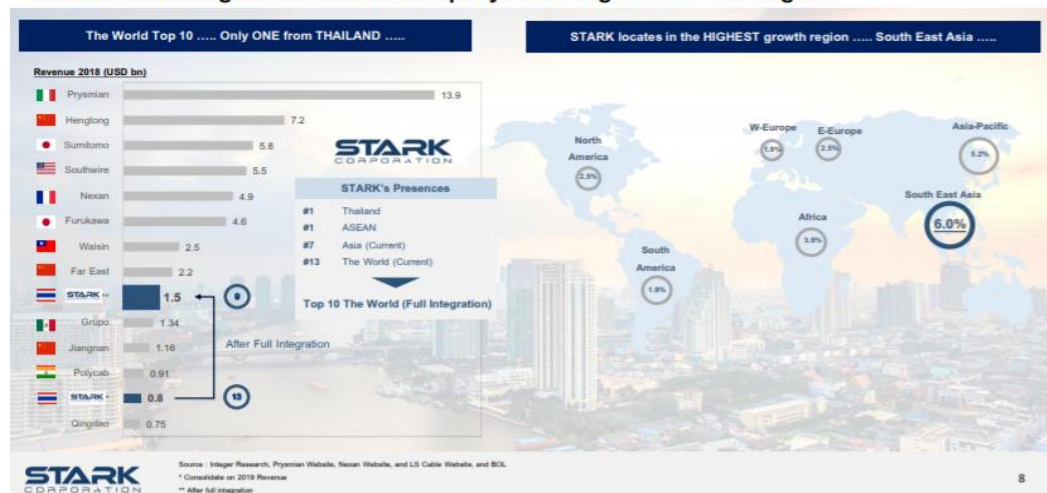 The World Top 10 ..... Only ONE from THAILAND .....
STARK locates in the HIGHEST growth region ..... South East Asia .....
Revenue 2018 (USD bn)
Prysmian 13.9
Hengtong 7.2
Sumitomo 5.8
Southwire 5.5
Nexan 4.9
Furukawa 4.6
Walsin 2.5
Far East 2.2
STARK ** 1.5
Grupo 1.34
Jiangnan 1.16
Polycab 0.91
STARK * 0.8
Qingdao 0.75
After Full Integration
13
STARK
CORPORATION
STARK's Presences
#1 Thailand
#1 ASEAN
#7 Asia (Current)
#13 The World (Current)
Top 10 The World (Full Integration)
North
America
2.5%
W-Europe
1.9%
E-Europe
2.5%
Asia-Pacific
5.2%
South East Asia
6.0%
Africa
3.9%
South
America
1.9%
STARK
CORPORATION
Source : Integer Research, Prysmian Website, Nexan Website, and LS Cable Website, and BOL
* Consolidate on 2019 Revenue
** After full integration
8